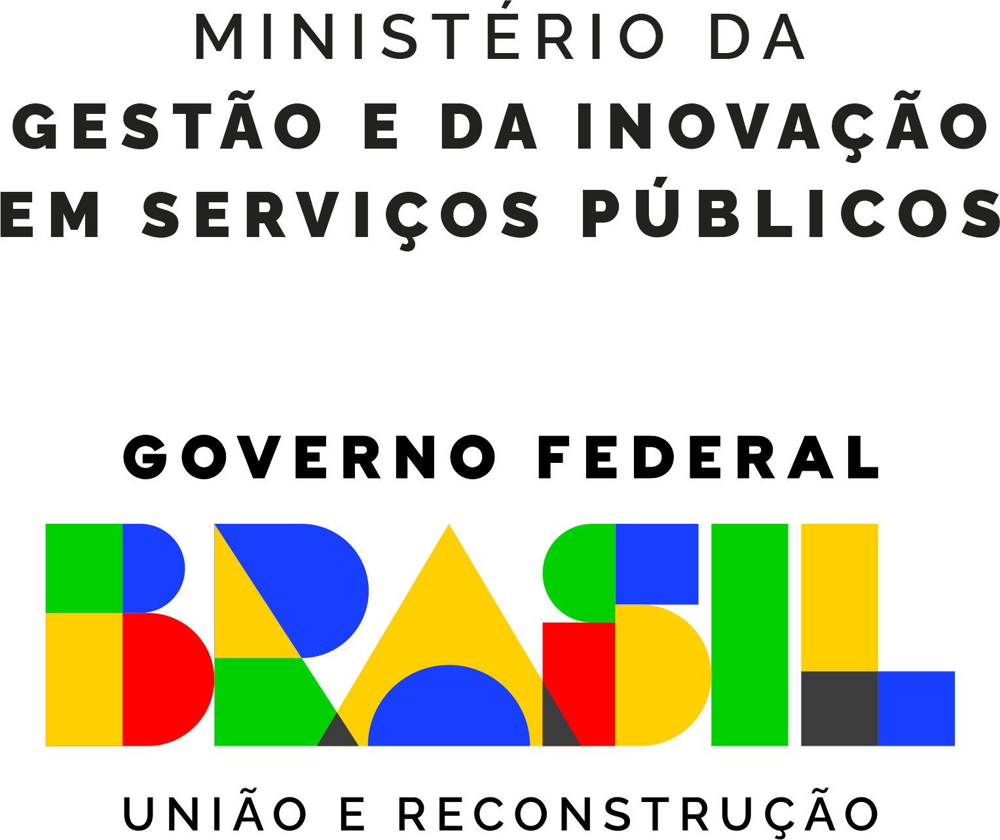 MINISTÉRIO DA
GESTÃO E DA INOVAÇÃO
EM SERVIÇOS PÚBLICOS
GOVERNO FEDERAL
BRASIL
UNIÃO E RECONSTRUÇÃO